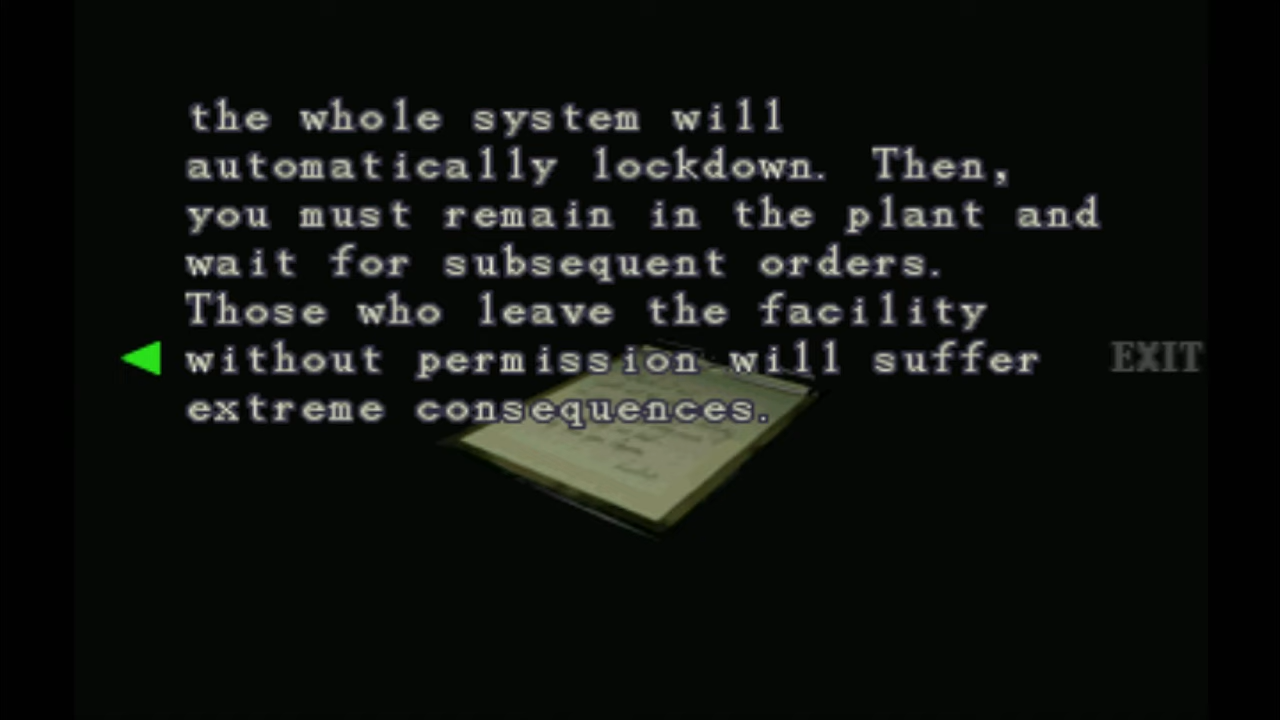 the whole system will
automatically lockdown. Then,
you must remain in the plant and
wait for subsequent orders.
Those who leave the facility
without permission will suffer
extreme consequences.
EXIT